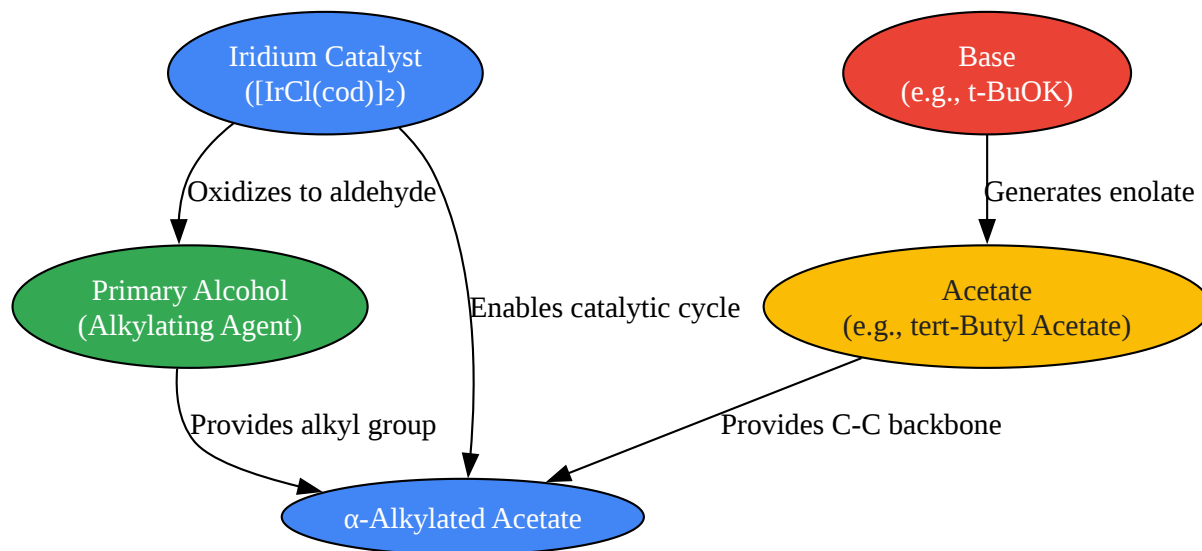 Iridium Catalyst
([IrCl(cod)]₂)
Base
(e.g., t-BuOK)
Oxidizes to aldehyde
Generates enolate
Primary Alcohol
(Alkylating Agent)
Enables catalytic cycle
Acetate
(e.g., tert-Butyl Acetate)
Provides alkyl group
Provides C-C backbone
α-Alkylated Acetate